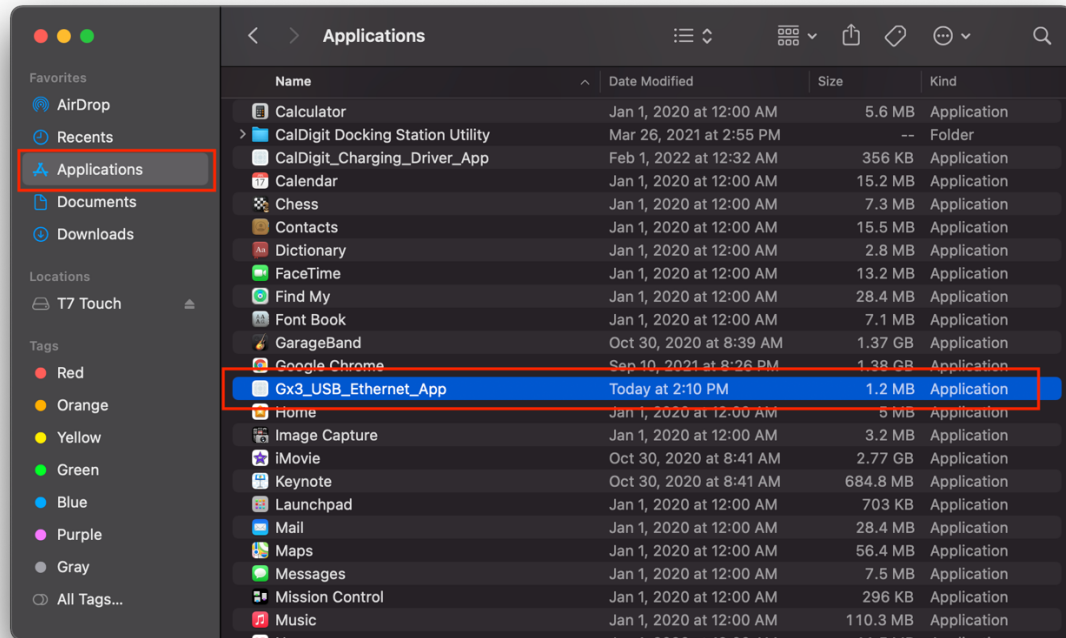 Applications
Favorites
AirDrop
Recents
Applications
Documents
Downloads
Locations
T7 Touch
Tags
Red
Orange
Yellow
Green
Blue
Purple
Gray
All Tags...
Name Date Modified Size Kind
Calculator Jan 1, 2020 at 12:00 AM 5.6 MB Application
CalDigit Docking Station Utility Mar 26, 2021 at 2:55 PM -- Folder
CalDigit_Charging_Driver_App Feb 1, 2022 at 12:32 AM 356 KB Application
17 Calendar Jan 1, 2020 at 12:00 AM 15.2 MB Application
Chess Jan 1, 2020 at 12:00 AM 7.3 MB Application
Contacts Jan 1, 2020 at 12:00 AM 15.5 MB Application
Aa Dictionary Jan 1, 2020 at 12:00 AM 2.8 MB Application
FaceTime Jan 1, 2020 at 12:00 AM 13.2 MB Application
Find My Jan 1, 2020 at 12:00 AM 28.4 MB Application
Font Book Jan 1, 2020 at 12:00 AM 7.1 MB Application
GarageBand Oct 30, 2020 at 8:39 AM 1.37 GB Application
Google Chrome Sep 10, 2021 at 8:26 PM 1.38 GB Application
Gx3_USB_Ethernet_App Today at 2:10 PM 1.2 MB Application
Home Jan 1, 2020 at 12:00 AM 5 MB Application
Image Capture Jan 1, 2020 at 12:00 AM 3.2 MB Application
iMovie Oct 30, 2020 at 8:41 AM 2.77 GB Application
Keynote Oct 30, 2020 at 8:41 AM 684.8 MB Application
Launchpad Jan 1, 2020 at 12:00 AM 703 KB Application
Mail Jan 1, 2020 at 12:00 AM 28.4 MB Application
Maps Jan 1, 2020 at 12:00 AM 56.4 MB Application
Messages Jan 1, 2020 at 12:00 AM 7.5 MB Application
Mission Control Jan 1, 2020 at 12:00 AM 296 KB Application
Music Jan 1, 2020 at 12:00 AM 110.3 MB Application